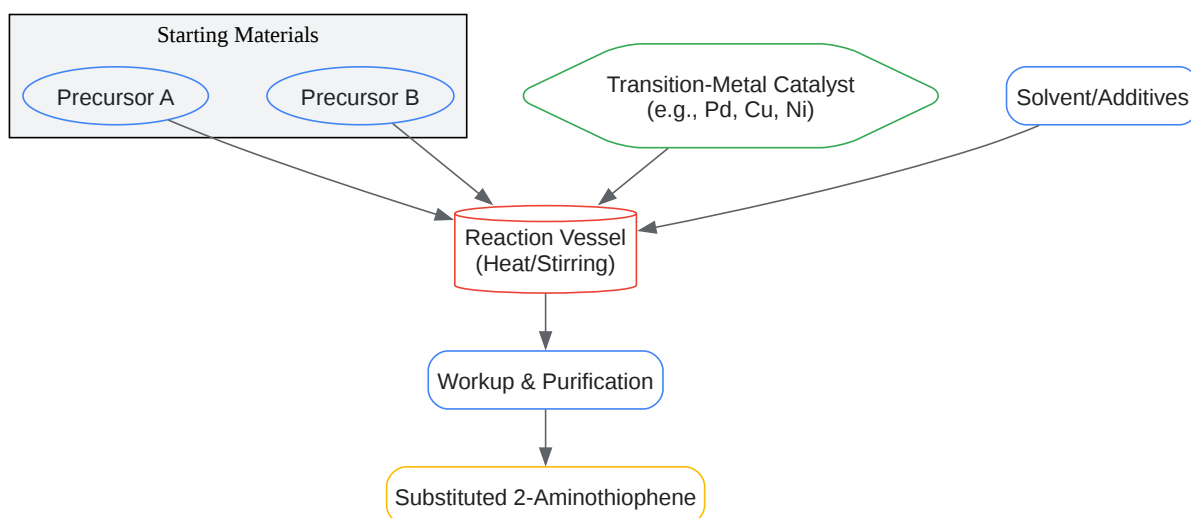 Starting Materials
Precursor A
Precursor B
Transition-Metal Catalyst
(e.g., Pd, Cu, Ni)
Solvent/Additives
Reaction Vessel
(Heat/Stirring)
Workup & Purification
Substituted 2-Aminothiophene